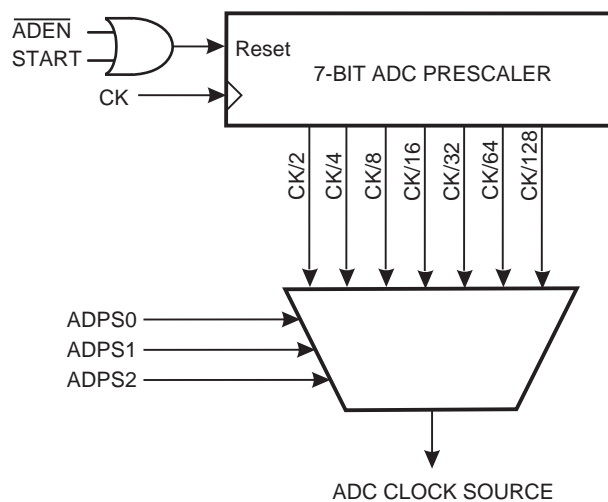 ADEN
START
Reset
7-BIT ADC PRESCALER
CK
CK/2
CK/4
CK/8
CK/16
CK/32
CK/64
CK/128
ADPS0
ADPS1
ADPS2
ADC CLOCK SOURCE